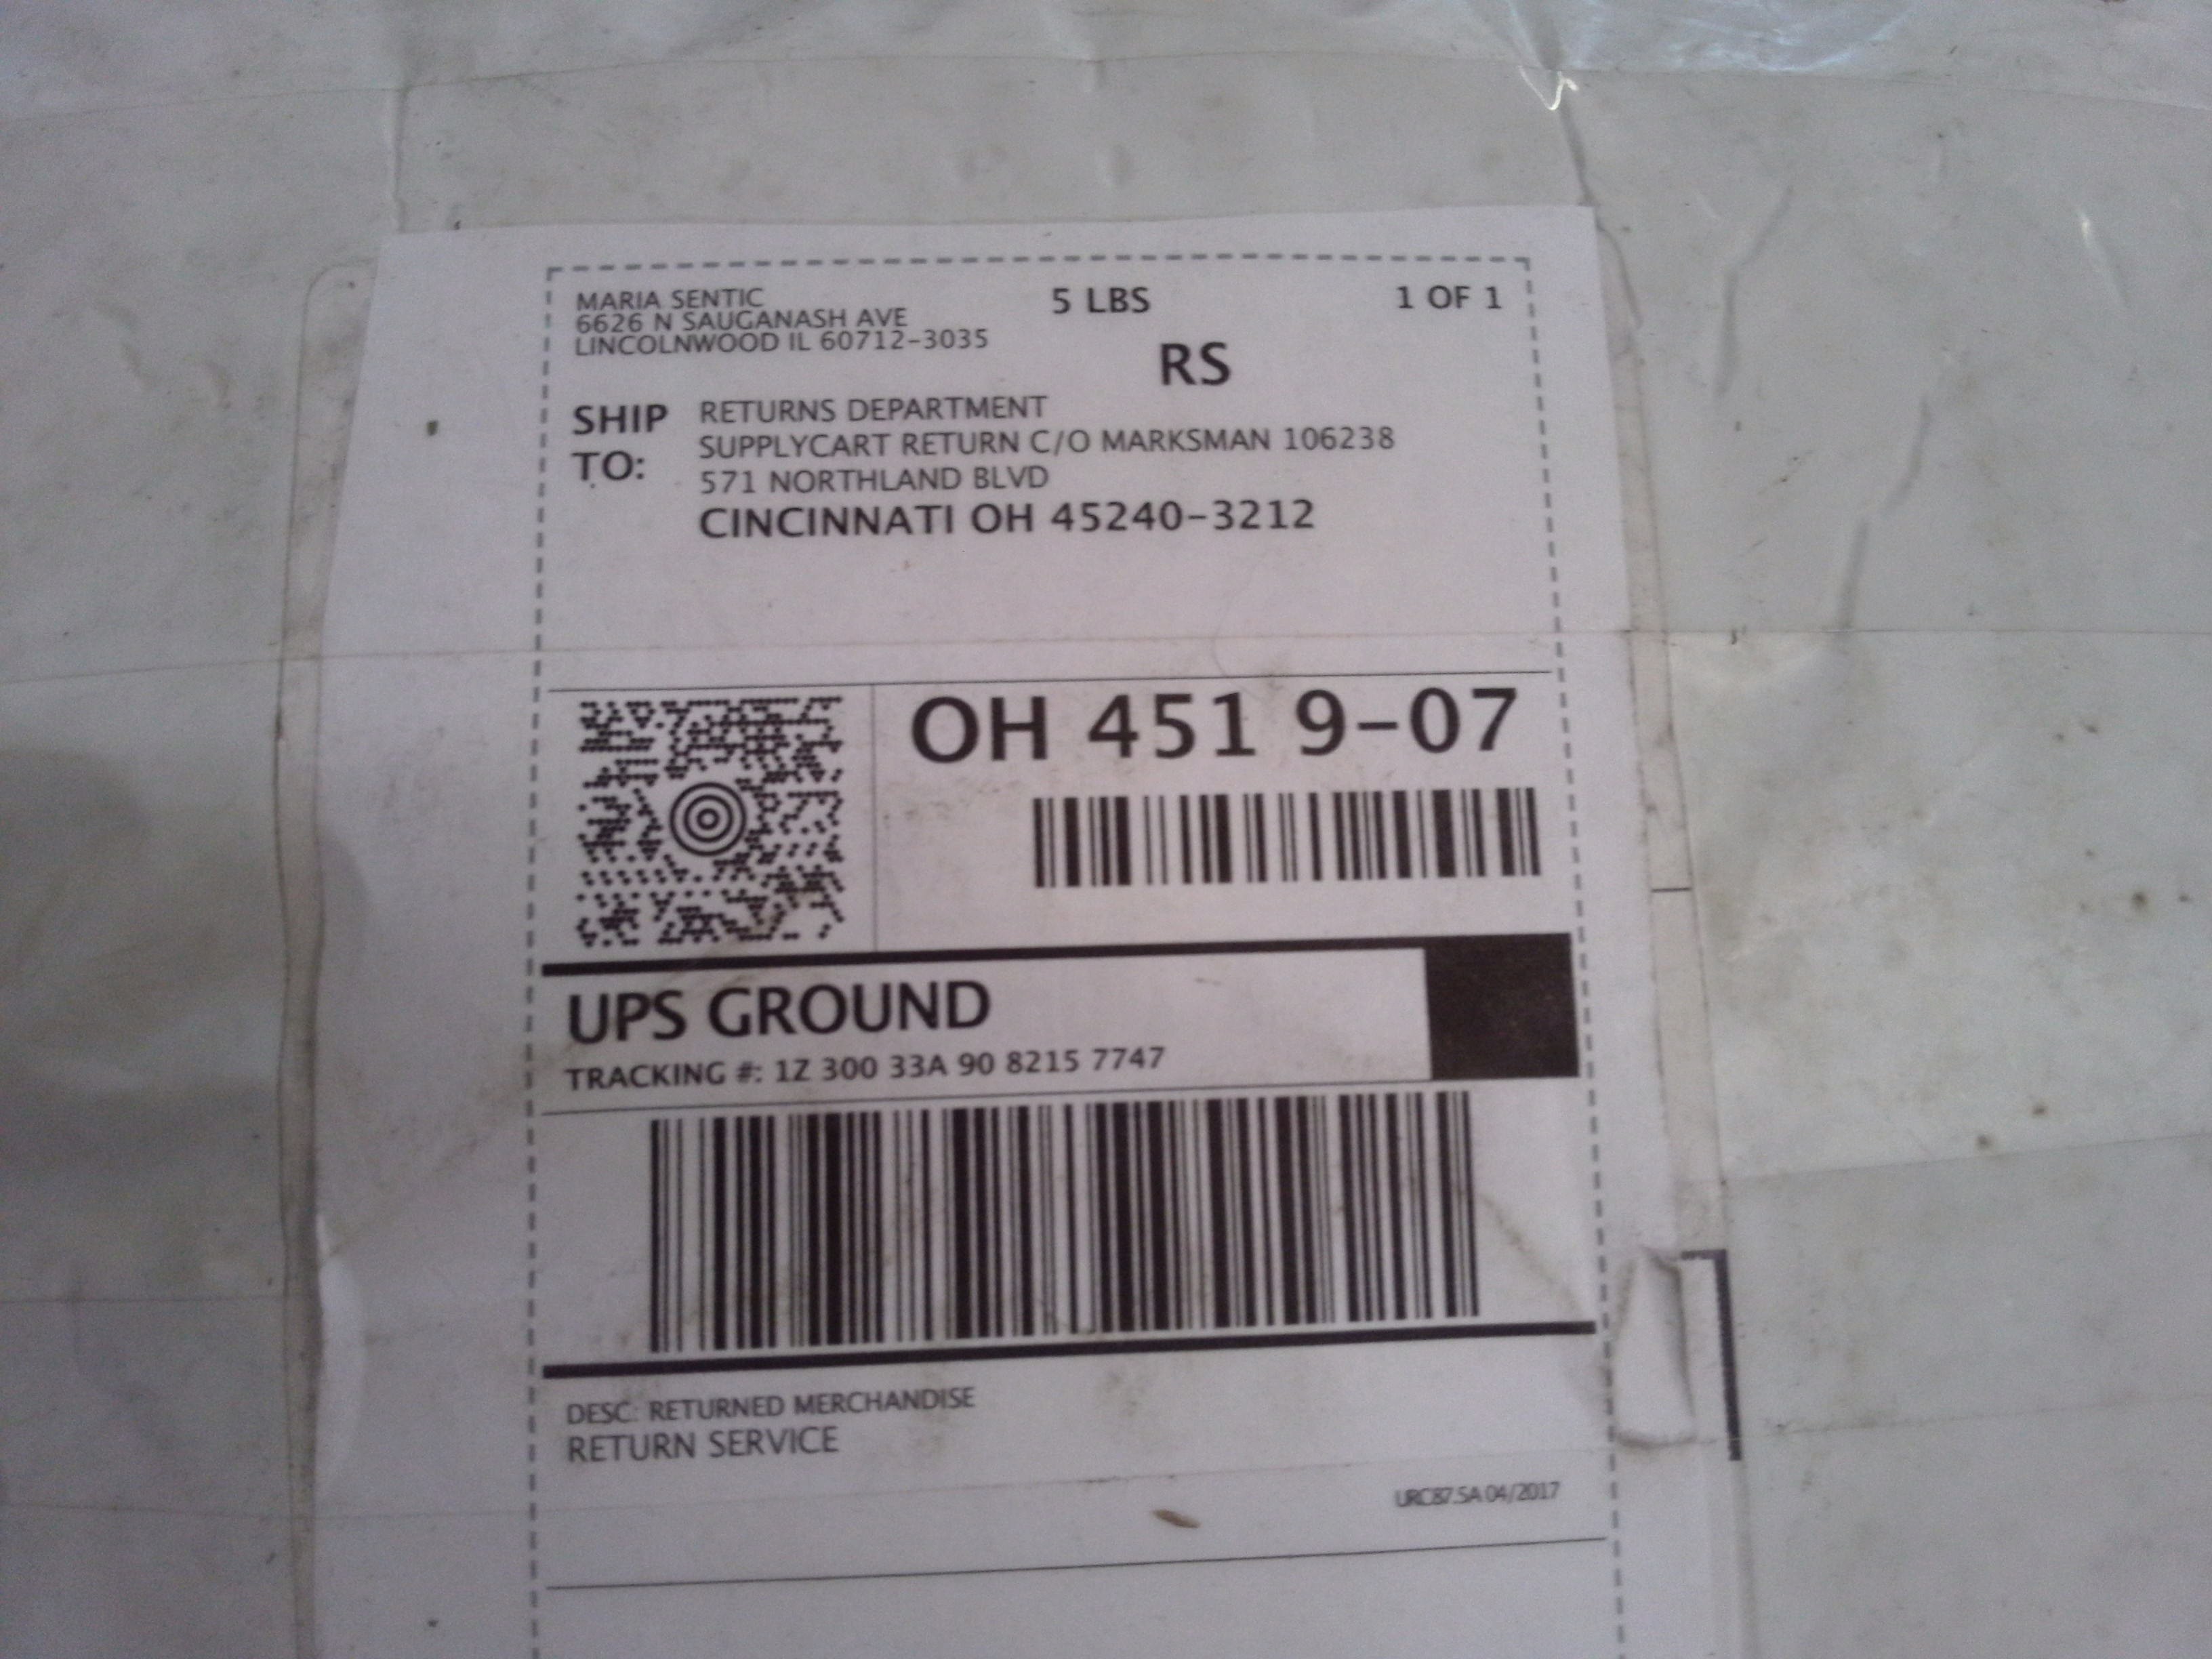 MARIA SENTIC
6626 N SAUGANASH AVE
LINCOLNWOOD IL 60712-3035
5 LBS
1 OF 1
RS
SHIP TO:
RETURNS DEPARTMENT
SUPPLYCART RETURN C/O MARKSMAN 106238
571 NORTHLAND BLVD
CINCINNATI OH 45240-3212
OH 451 9-07
UPS GROUND
TRACKING #: 1Z 300 33A 90 8215 7747
DESC: RETURNED MERCHANDISE
RETURN SERVICE
URC87.5A 04/2017